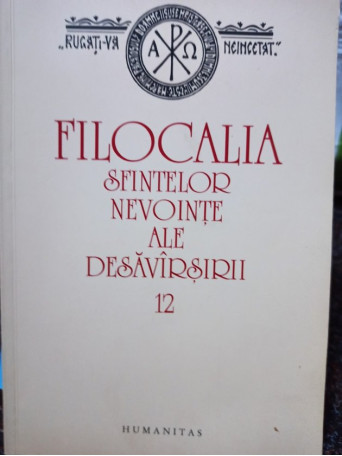 „RUGAȚI-VĂ NEINCETAT.”
Α Ω
FILOCALIA
SFINTELOR
NEVOINȚE
ALE
DESĂVÎRȘIRII
12
HUMANITAS